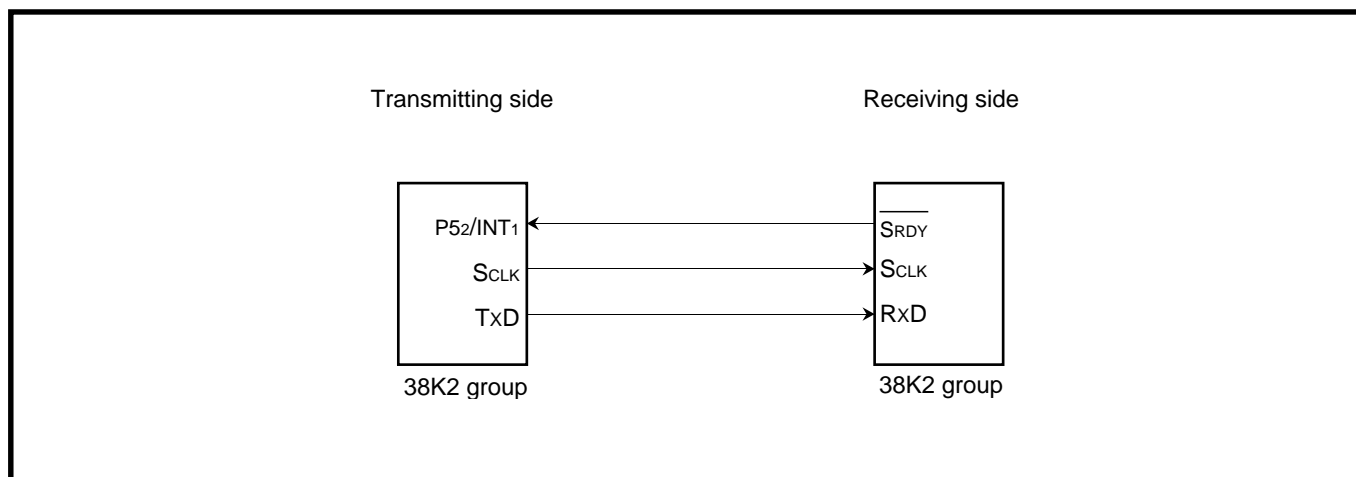 Transmitting side
Receiving side
P52/INT1
SCLK
TXD
38K2 group
SRDY
SCLK
RXD
38K2 group